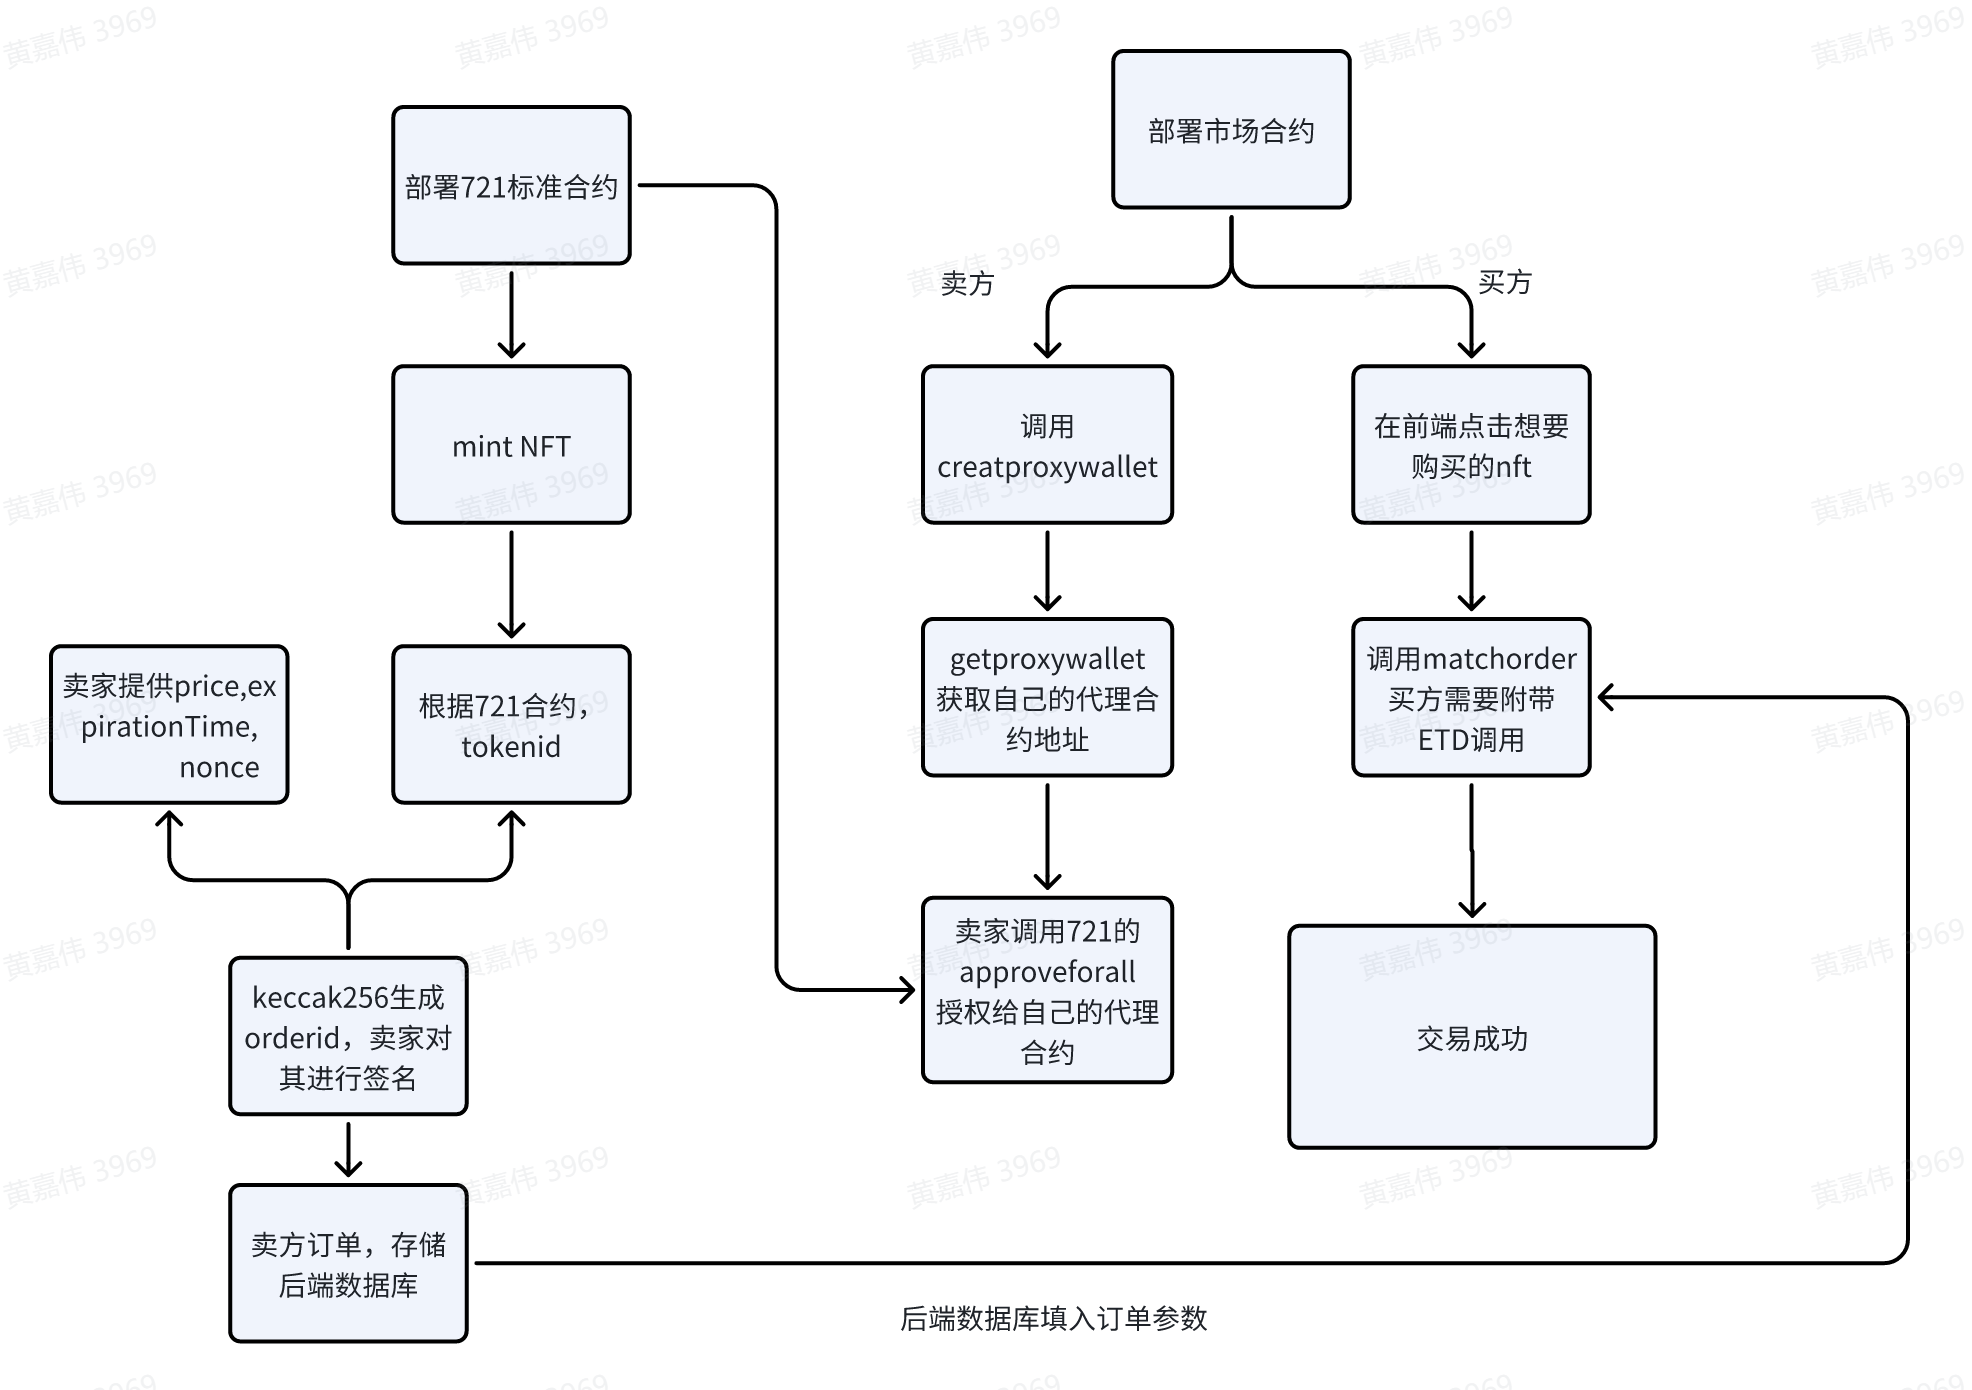 部署市场合约
部署721标准合约
卖方
买方
mint NFT
调用
creatproxywallet
在前端点击想要
购买的nft
卖家提供price,ex
pirationTime,
nonce
根据721合约，
tokenid
getproxywallet
获取自己的代理合
约地址
调用matchorder
买方需要附带
ETD调用
卖家调用721的
approveforall
授权给自己的代理
合约
交易成功
keccak256生成
orderid，卖家对
其进行签名
卖方订单，存储
后端数据库
后端数据库填入订单参数
黄嘉伟 3969